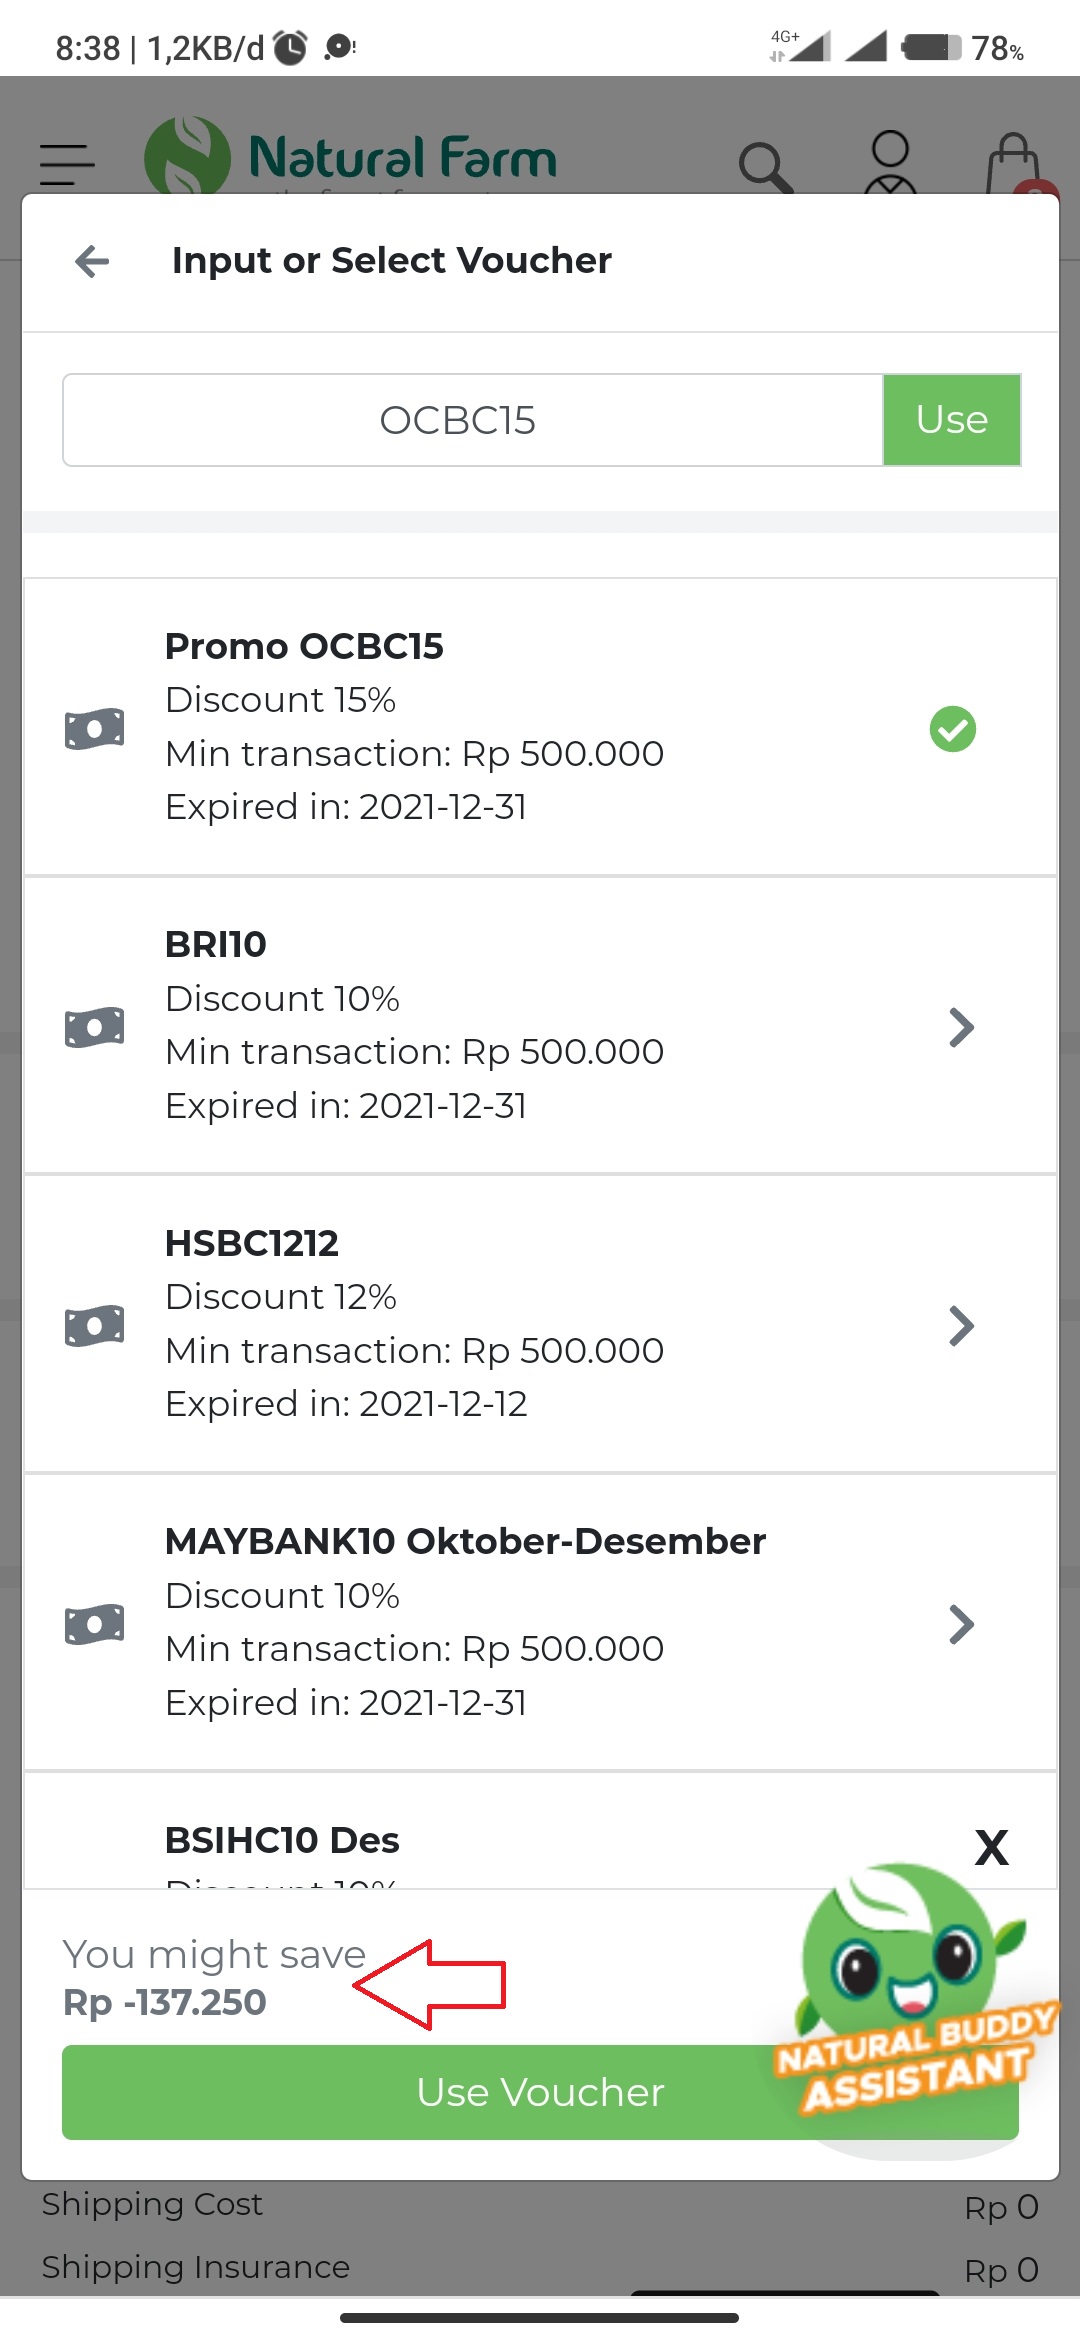 8:38 | 1,2KB/d
4G+
78%
Natural Farm
Input or Select Voucher
OCBC15
Use
Promo OCBC15
Discount 15%
Min transaction: Rp 500.000
Expired in: 2021-12-31
BRI10
Discount 10%
Min transaction: Rp 500.000
Expired in: 2021-12-31
HSBC1212
Discount 12%
Min transaction: Rp 500.000
Expired in: 2021-12-12
MAYBANK10 Oktober-Desember
Discount 10%
Min transaction: Rp 500.000
Expired in: 2021-12-31
BSIHC10 Des
X
Discount 10%
You might save
Rp -137.250
NATURAL BUDDY
ASSISTANT
Use Voucher
Shipping Cost
Rp 0
Shipping Insurance
Rp 0